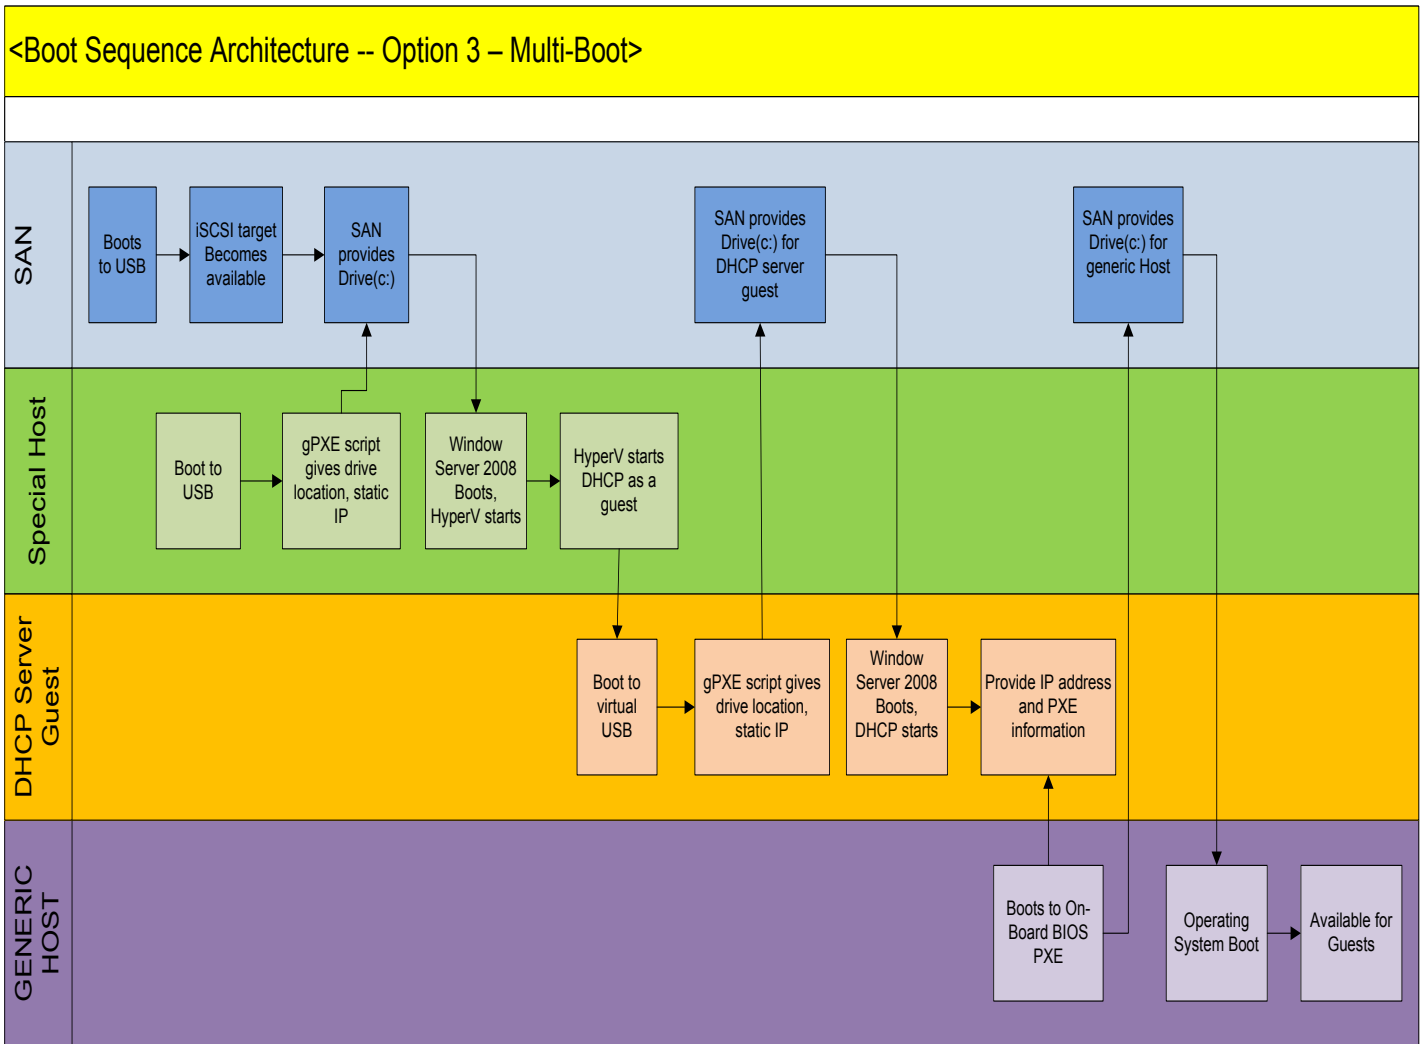 <Boot Sequence Architecture -- Option 3 – Multi-Boot>
SAN
Boots
to USB
iSCSI target
Becomes
available
SAN
provides
Drive(c:)
SAN provides
Drive(c:) for
DHCP server
guest
SAN provides
Drive(c:) for
generic Host
Special Host
Boot to
USB
gPXE script
gives drive
location, static
IP
Window
Server 2008
Boots,
HyperV starts
HyperV starts
DHCP as a
guest
DHCP Server
Guest
Boot to
virtual
USB
gPXE script gives
drive location,
static IP
Window
Server 2008
Boots,
DHCP starts
Provide IP address
and PXE
information
GENERIC
HOST
Boots to On-
Board BIOS
PXE
Operating
System Boot
Available for
Guests